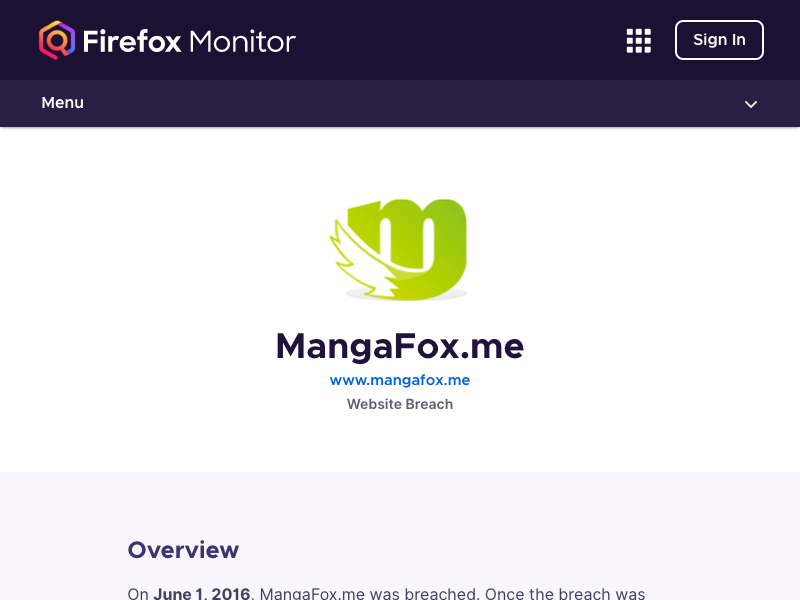 Firefox Monitor
Sign In
Menu
MangaFox.me
www.mangafox.me
Website Breach
Overview
On June 1, 2016, MangaFox.me was breached. Once the breach was